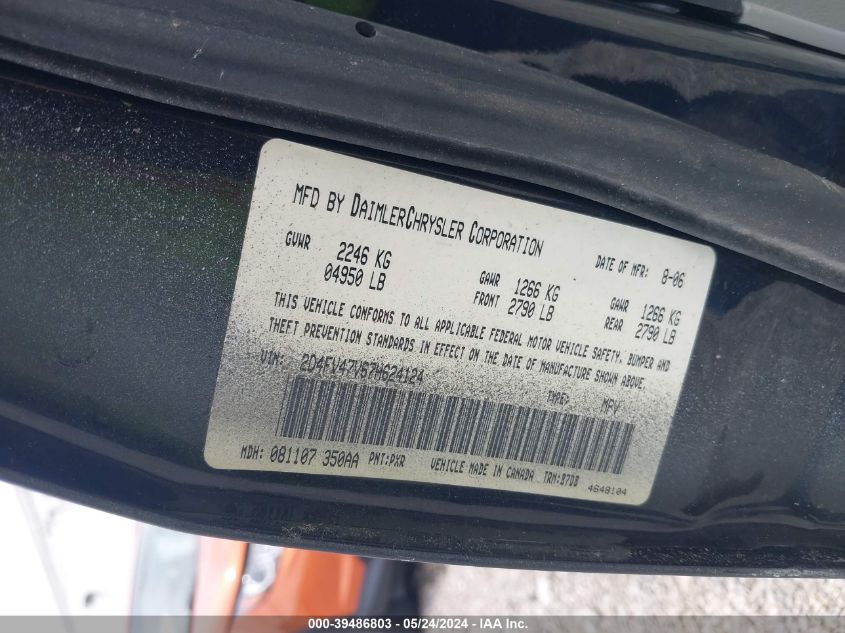 MFD BY DAIMLERCHRYSLER CORPORATION
DATE OF MFR: 8-06
GVWR 2246 KG 04950 LB
GAWR FRONT 1266 KG 2790 LB
GAWR REAR 1266 KG 2790 LB
THIS VEHICLE CONFORMS TO ALL APPLICABLE FEDERAL MOTOR VEHICLE SAFETY, BUMPER AND
THEFT PREVENTION STANDARDS IN EFFECT ON THE DATE OF MANUFACTURE SHOWN ABOVE.
VIN: 2D4FV47V67H624124
TYPE: MPV
MDH: 081107 350AA PNT:PXR VEHICLE MADE IN CANADA TRM:B7DB
4648104
000-39486803 / 05/24/2024 - IAA Inc.